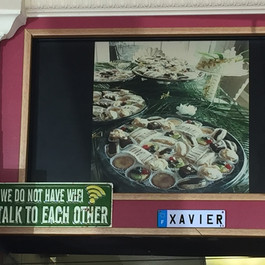 WE DO NOT HAVE WiFi
TALK TO EACH OTHER
XAVIER